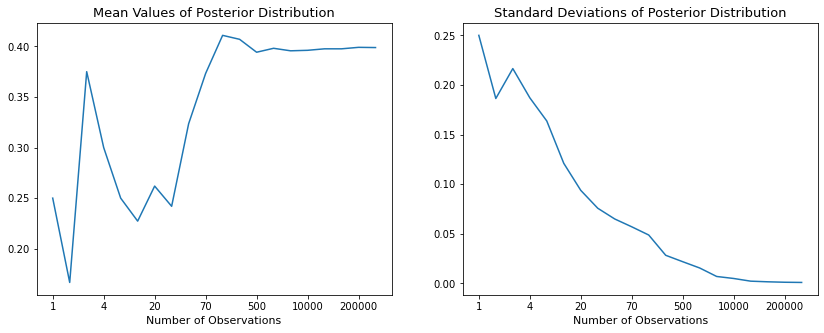 Mean Values of Posterior Distribution
0.40
0.35
0.30
0.25
0.20
1 4 20 70 500 10000 200000
Number of Observations
Standard Deviations of Posterior Distribution
0.25
0.20
0.15
0.10
0.05
0.00
1 4 20 70 500 10000 200000
Number of Observations